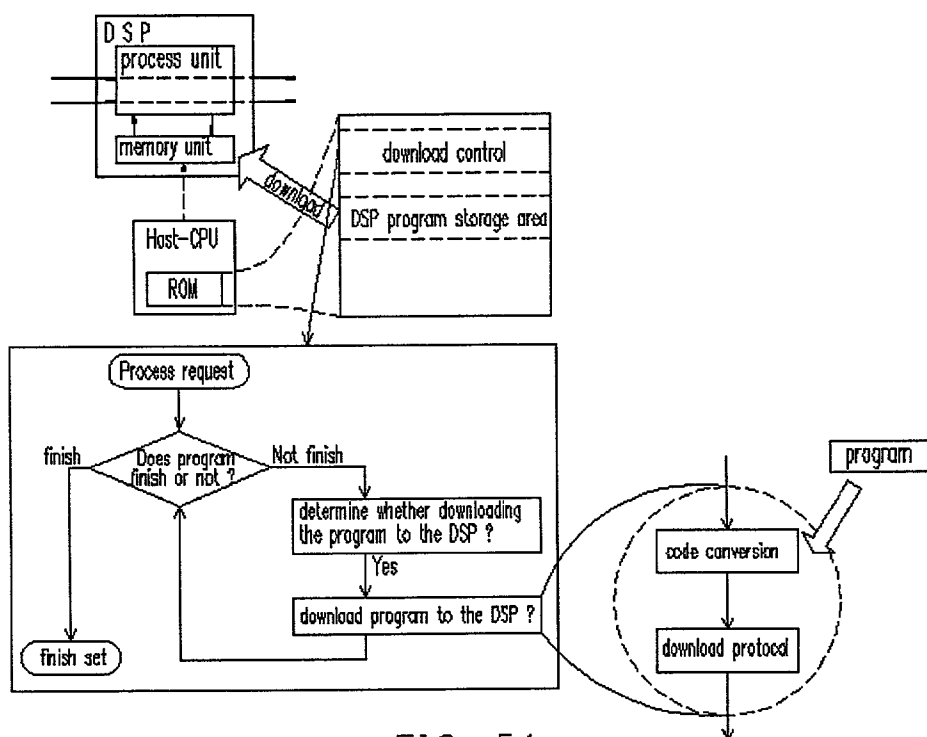 DSP
process unit
memory unit
download
download control
DSP program storage area
Host-CPU
ROM
Process request
finish
Does program
finish or not ?
Not finish
determine whether downloading
the program to the DSP ?
Yes
download program to the DSP ?
finish set
program
code conversion
download protocol